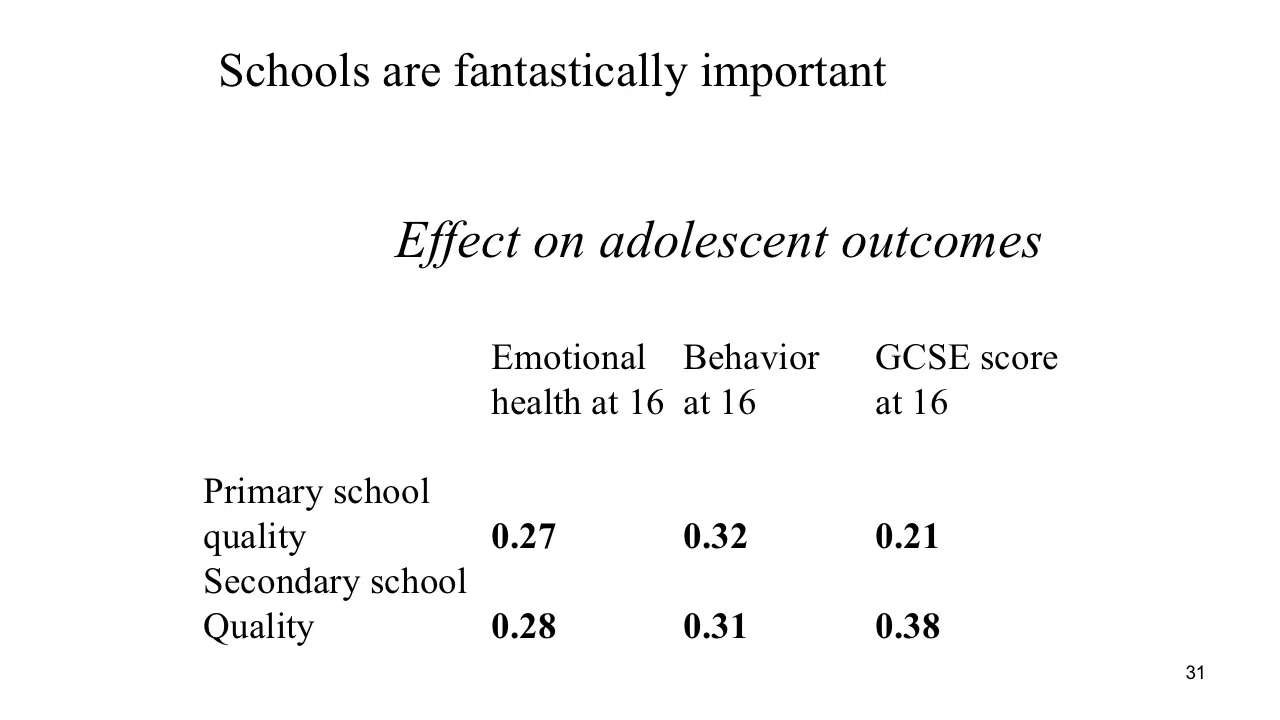 Schools are fantastically important
Effect on adolescent outcomes
Emotional Behavior GCSE score
health at 16 at 16 at 16
Primary school
quality 0.27 0.32 0.21
Secondary school
Quality 0.28 0.31 0.38
31